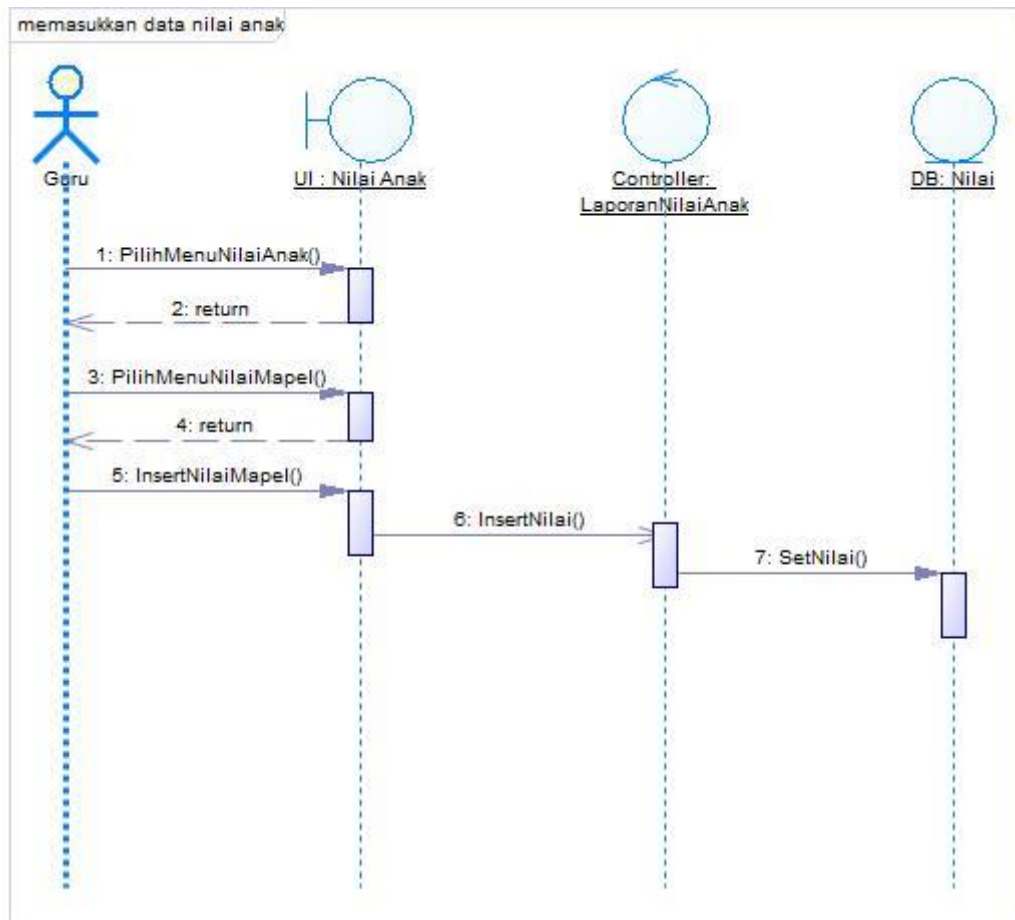 memasukkan data nilai anak
Guru
UI : Nilai Anak
Controller:
LaporanNilaiAnak
DB: Nilai
1: PilihMenuNilaiAnak()
2: return
3: PilihMenuNilaiMapel()
4: return
5: InsertNilaiMapel()
6: InsertNilai()
7: SetNilai()